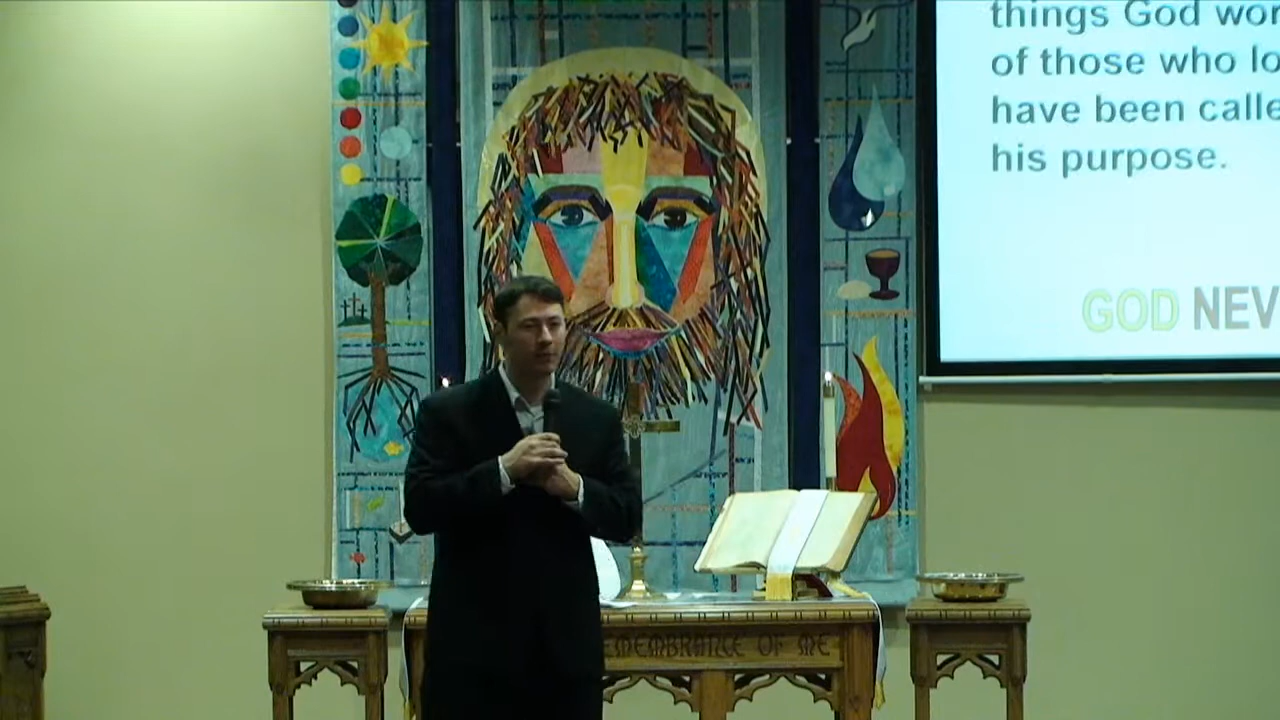 things God wor
of those who lo
have been calle
his purpose.
GOD NEV
EMEMBRANCE OF ME